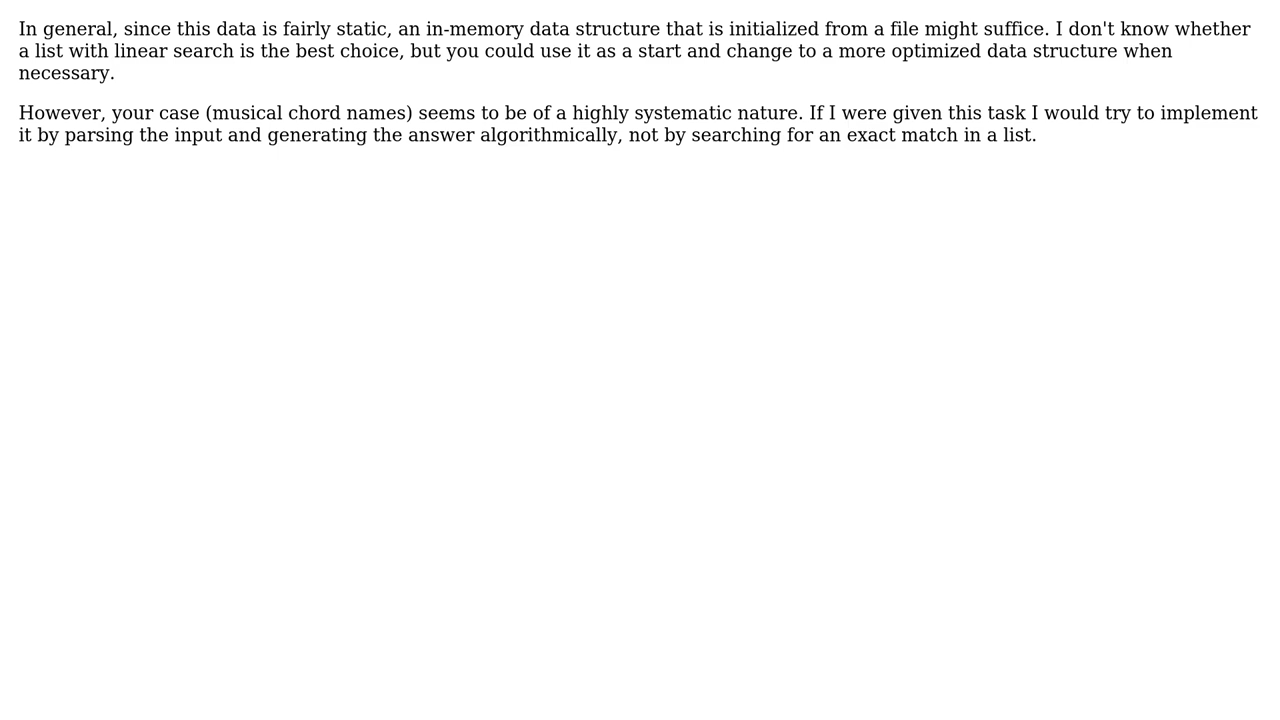 In general, since this data is fairly static, an in-memory data structure that is initialized from a file might suffice. I don't know whether
a list with linear search is the best choice, but you could use it as a start and change to a more optimized data structure when
necessary.
However, your case (musical chord names) seems to be of a highly systematic nature. If I were given this task I would try to implement
it by parsing the input and generating the answer algorithmically, not by searching for an exact match in a list.